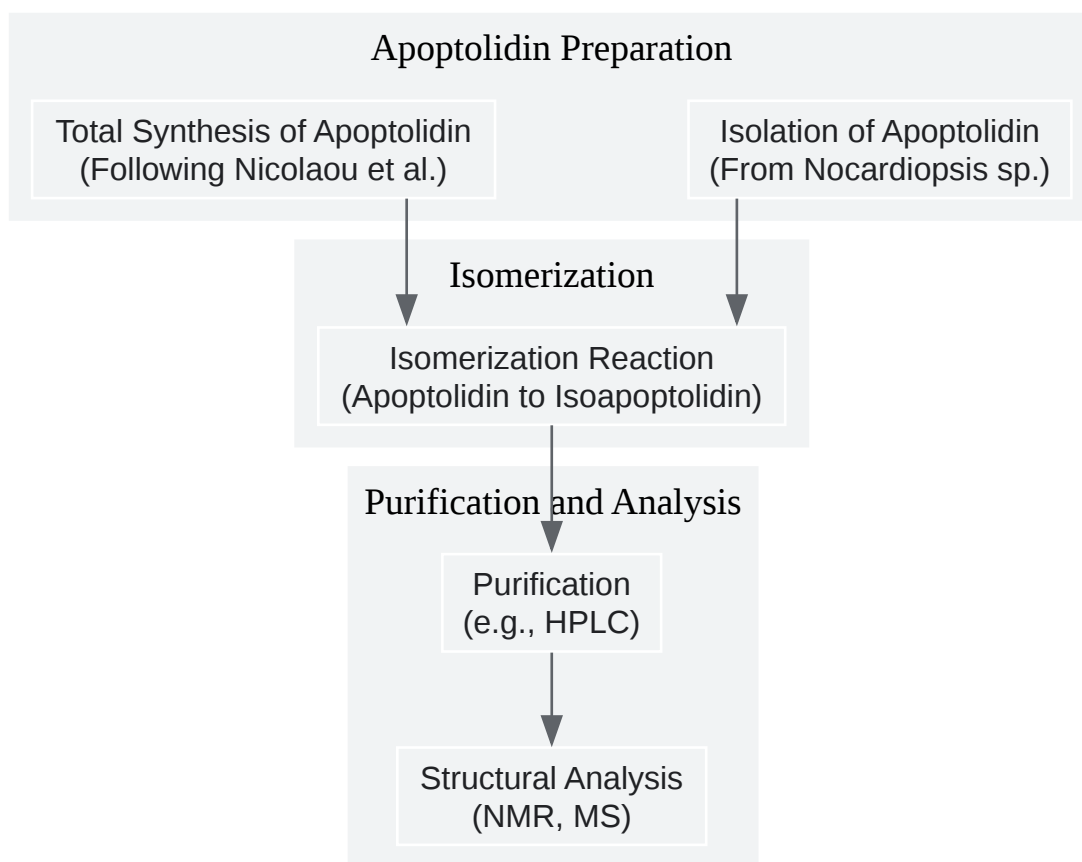 Apoptolidin Preparation
Total Synthesis of Apoptolidin
(Following Nicolaou et al.)
Isolation of Apoptolidin
(From Nocardiopsis sp.)
Isomerization
Isomerization Reaction
(Apoptolidin to Isoapoptolidin)
Purification and Analysis
Purification
(e.g., HPLC)
Structural Analysis
(NMR, MS)